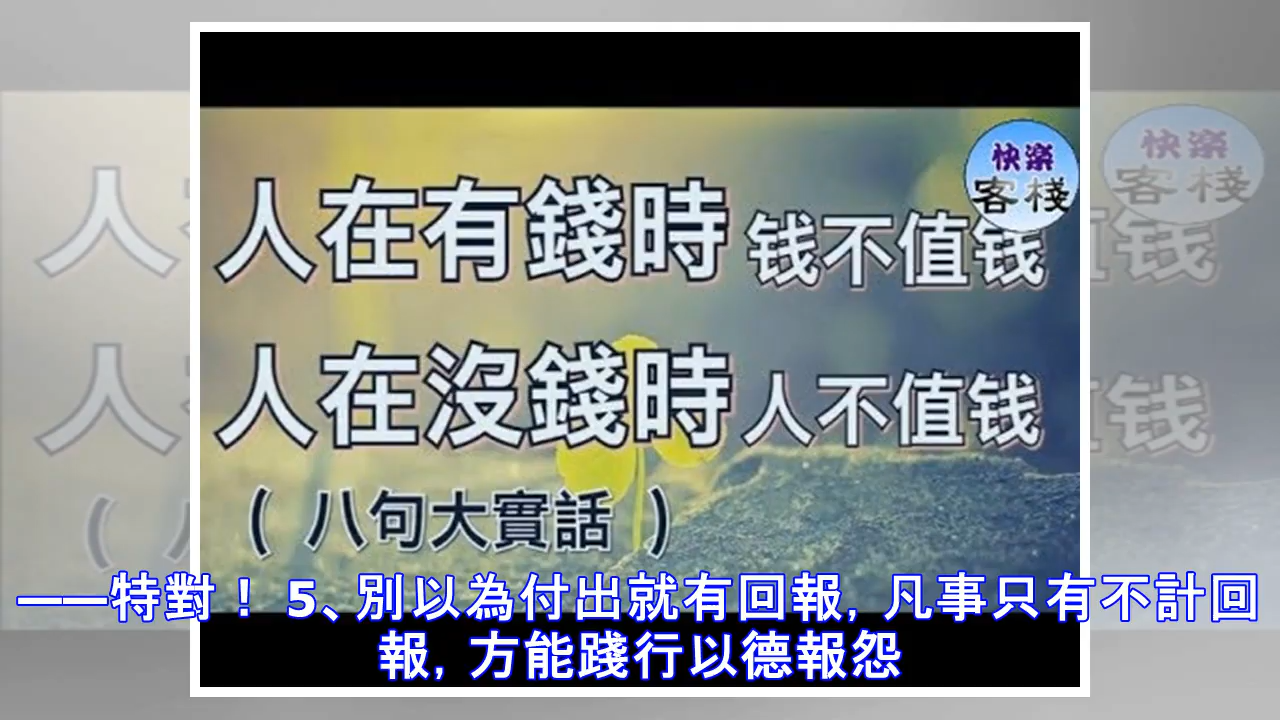 快樂
客棧
人在有錢時 钱不值钱
人在沒錢時 人不值钱
( 八句大實話 )
——特對！ 5、別以為付出就有回報, 凡事只有不計回
報, 方能踐行以德報怨